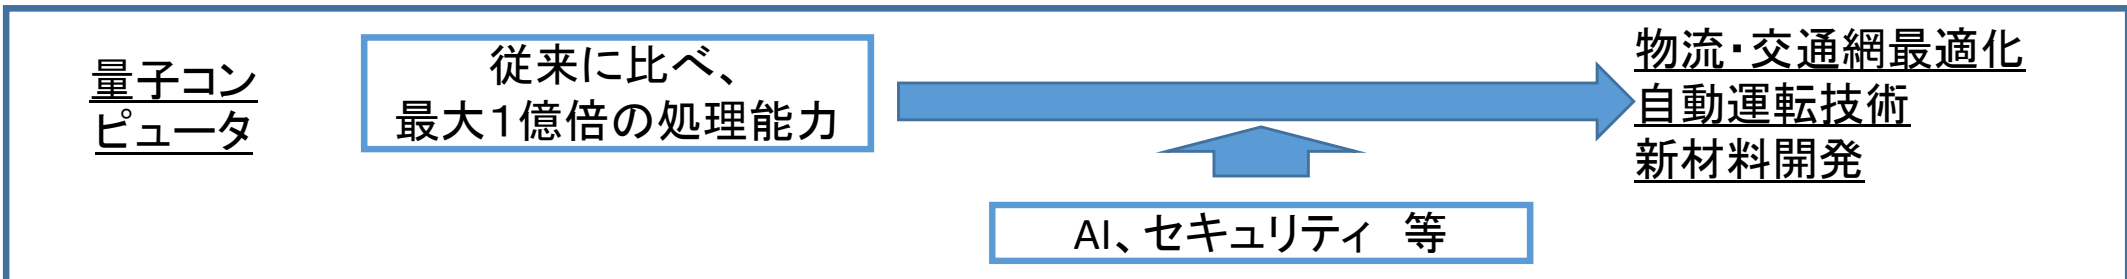 量子コン
ピュータ
従来に比べ、
最大1億倍の処理能力
物流・交通網最適化
自動運転技術
新材料開発
AI、セキュリティ　等